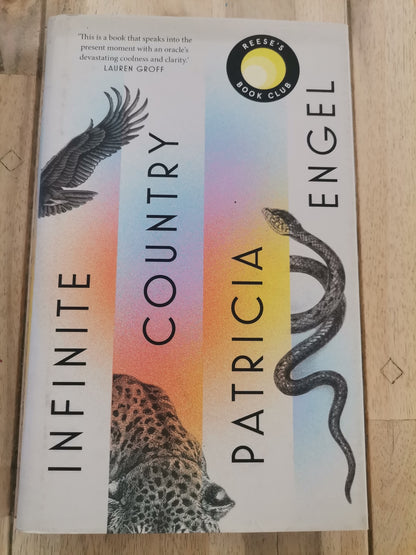 'This is a book that speaks into the
present moment with an oracle's
devastating coolness and clarity.'
LAUREN GROFF
REESE'S
BOOK CLUB
INFINITE
COUNTRY
PATRICIA
ENGEL